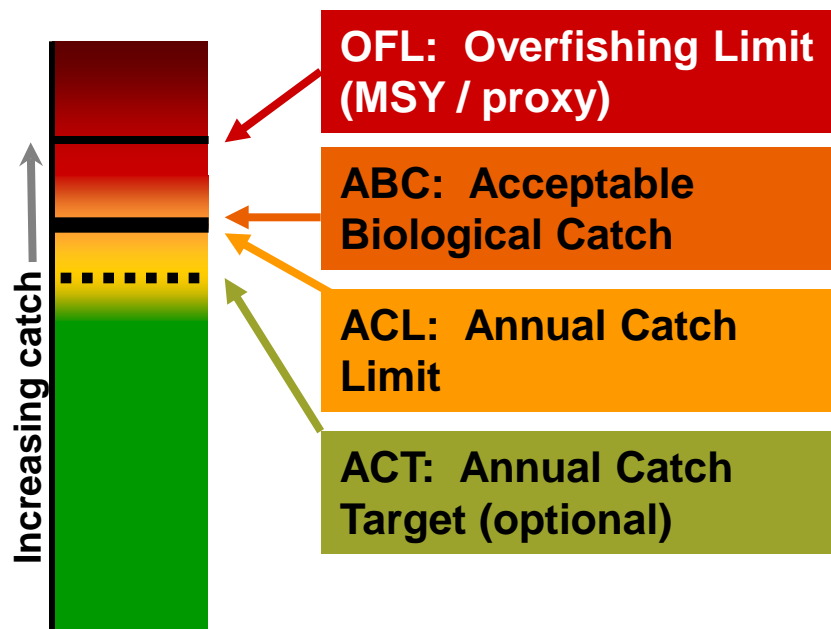 OFL: Overfishing Limit
(MSY / proxy)
ABC: Acceptable
Biological Catch
ACL: Annual Catch
Limit
ACT: Annual Catch
Target (optional)
Increasing catch